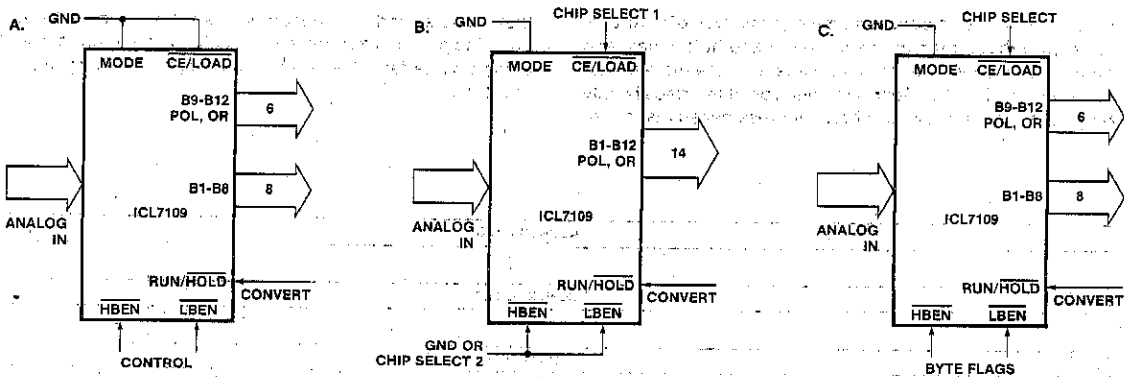 A.
GND
MODE CE/LOAD
B9-B12
POL, OR
6
B1-B8
8
ICL7109
ANALOG
IN
RUN/HOLD
CONVERT
HBEN LBEN
CONTROL
B.
GND
CHIP SELECT 1
MODE CE/LOAD
B1-B12
POL, OR
14
ICL7109
ANALOG
IN
RUN/HOLD
CONVERT
HBEN LBEN
GND OR
CHIP SELECT 2
C.
GND
CHIP SELECT
MODE CE/LOAD
B9-B12
POL, OR
6
B1-B8
8
ICL7109
ANALOG
IN
RUN/HOLD
CONVERT
HBEN LBEN
BYTE FLAGS